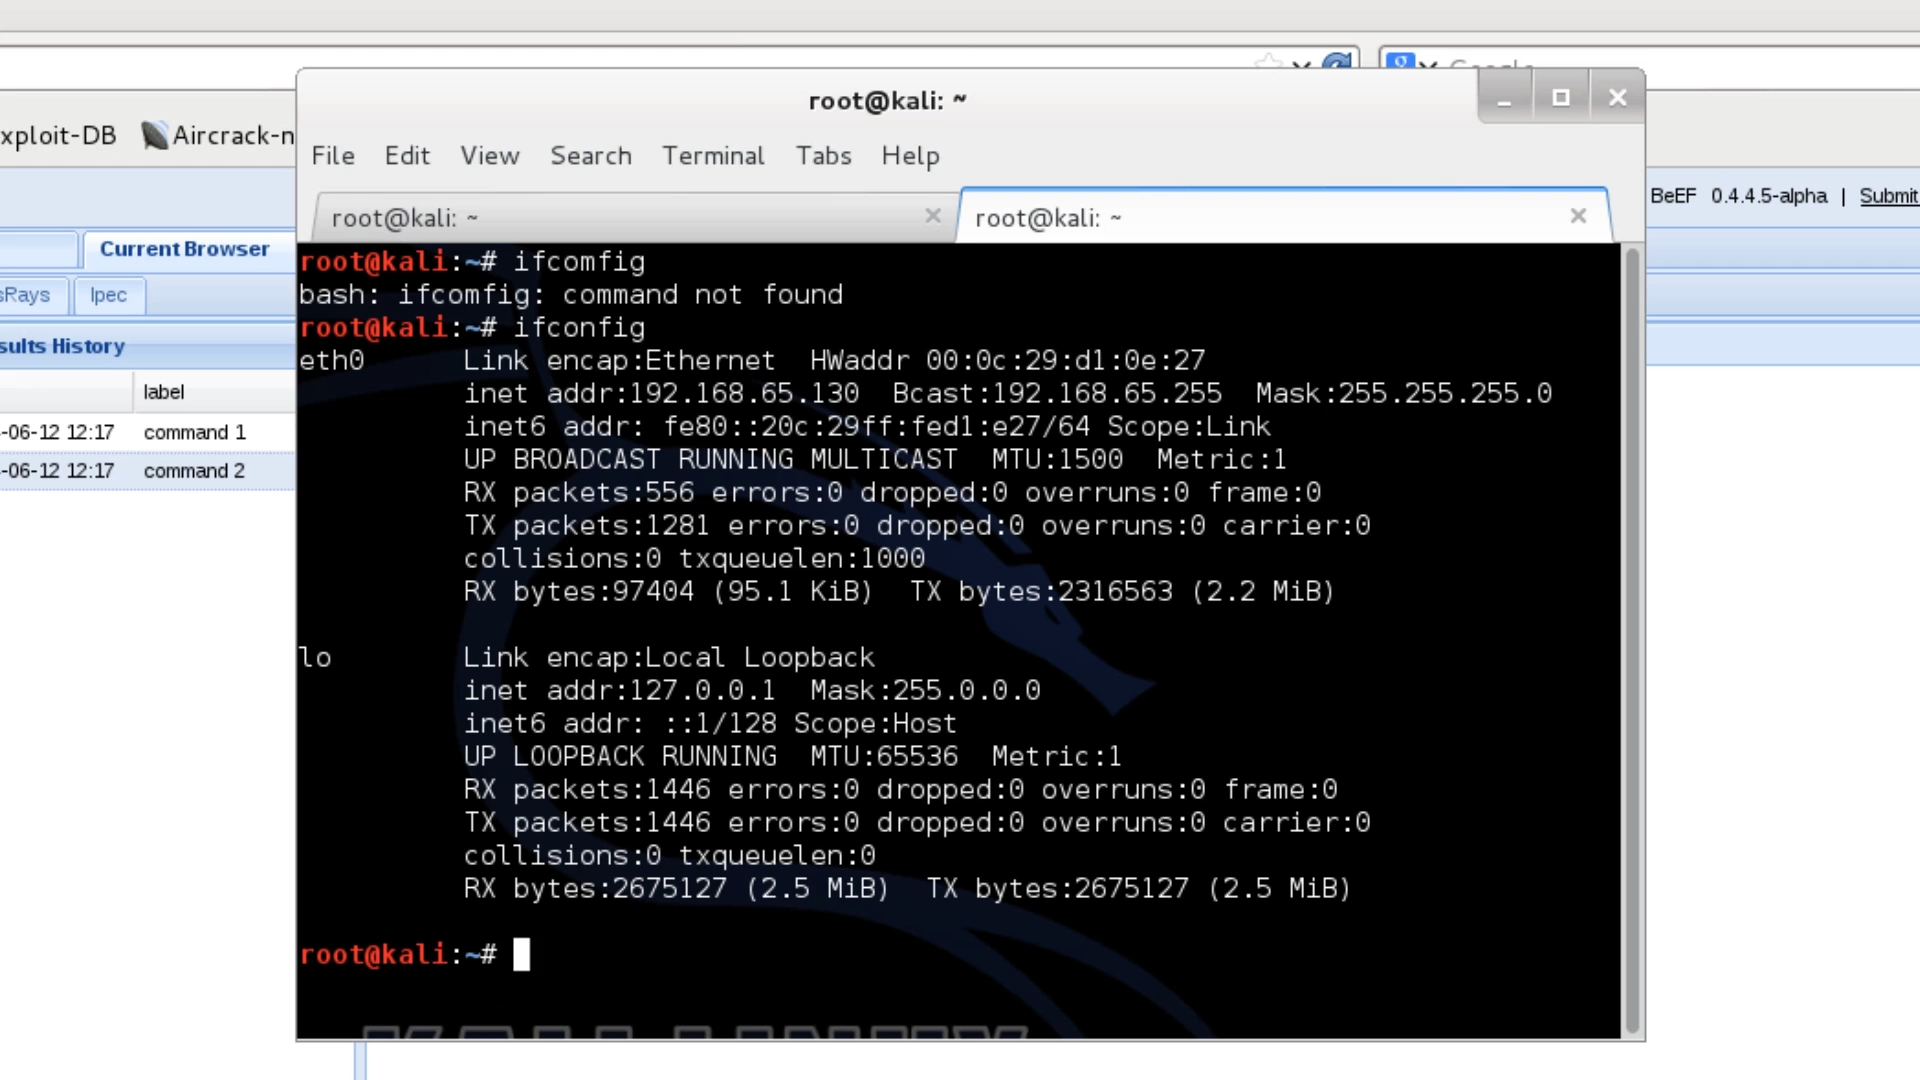 Google
root@kali: ~
xploit-DB Aircrack-n
File Edit View Search Terminal Tabs Help
BeEF 0.4.4.5-alpha | Submit
root@kali: ~ root@kali: ~
Current Browser
sRays Ipec
sults History
label
-06-12 12:17 command 1
-06-12 12:17 command 2
root@kali:~# ifcomfig
bash: ifcomfig: command not found
root@kali:~# ifconfig
eth0 Link encap:Ethernet HWaddr 00:0c:29:d1:0e:27
inet addr:192.168.65.130 Bcast:192.168.65.255 Mask:255.255.255.0
inet6 addr: fe80::20c:29ff:fed1:e27/64 Scope:Link
UP BROADCAST RUNNING MULTICAST MTU:1500 Metric:1
RX packets:556 errors:0 dropped:0 overruns:0 frame:0
TX packets:1281 errors:0 dropped:0 overruns:0 carrier:0
collisions:0 txqueuelen:1000
RX bytes:97404 (95.1 KiB) TX bytes:2316563 (2.2 MiB)
lo Link encap:Local Loopback
inet addr:127.0.0.1 Mask:255.0.0.0
inet6 addr: ::1/128 Scope:Host
UP LOOPBACK RUNNING MTU:65536 Metric:1
RX packets:1446 errors:0 dropped:0 overruns:0 frame:0
TX packets:1446 errors:0 dropped:0 overruns:0 carrier:0
collisions:0 txqueuelen:0
RX bytes:2675127 (2.5 MiB) TX bytes:2675127 (2.5 MiB)
root@kali:~#